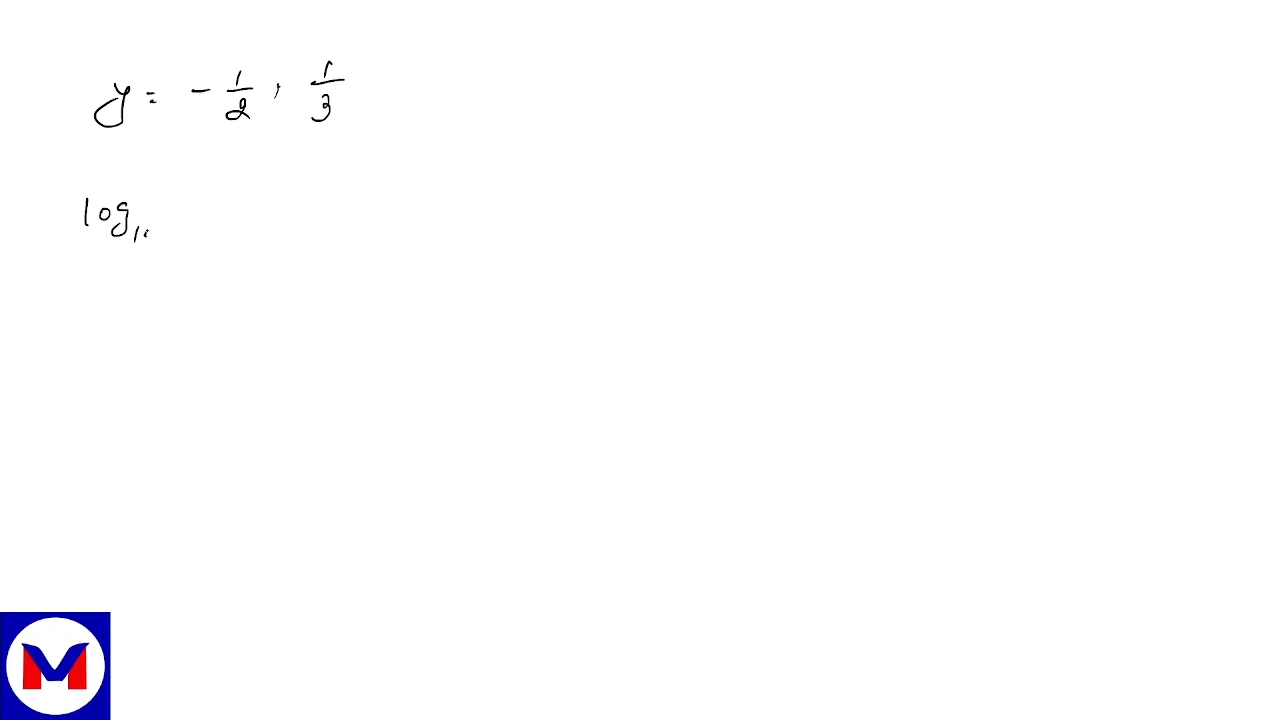 y = - 1/2 , 1/3
log